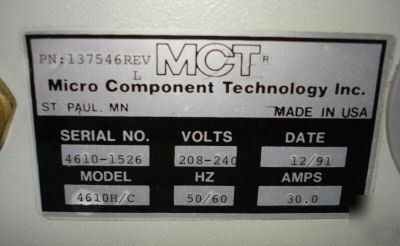 PN:137546REV MCT R
L
Micro Component Technology Inc.
ST. PAUL, MN MADE IN USA
SERIAL NO. VOLTS DATE
4610-1526 208-240 12/91
MODEL HZ AMPS
4610H/C 50/60 30.0